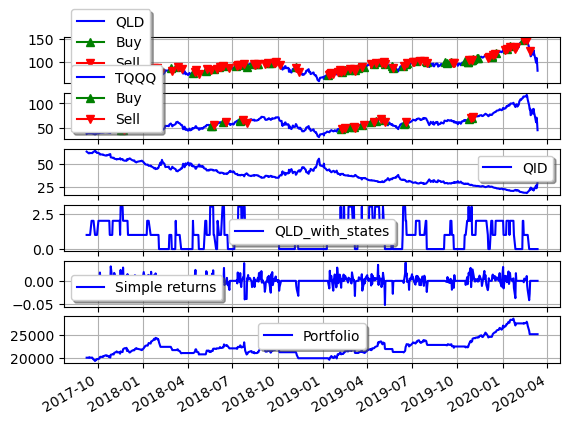 QLD
Buy
Sell
150
100
TQQQ
Buy
Sell
100
50
QID
50
25
QLD_with_states
2.5
0.0
Simple returns
0.00
−0.05
Portfolio
25000
20000
2017-10
2018-01
2018-04
2018-07
2018-10
2019-01
2019-04
2019-07
2019-10
2020-01
2020-04